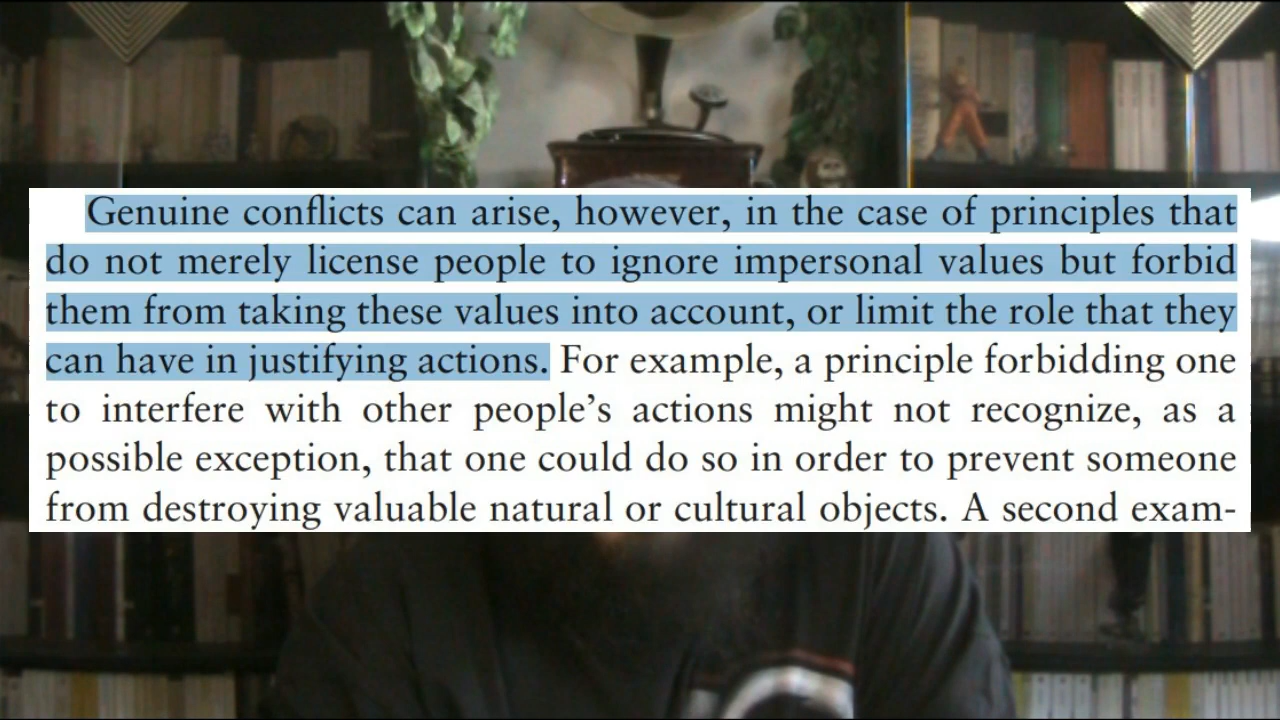 Genuine conflicts can arise, however, in the case of principles that
do not merely license people to ignore impersonal values but forbid
them from taking these values into account, or limit the role that they
can have in justifying actions. For example, a principle forbidding one
to interfere with other people's actions might not recognize, as a
possible exception, that one could do so in order to prevent someone
from destroying valuable natural or cultural objects. A second exam-